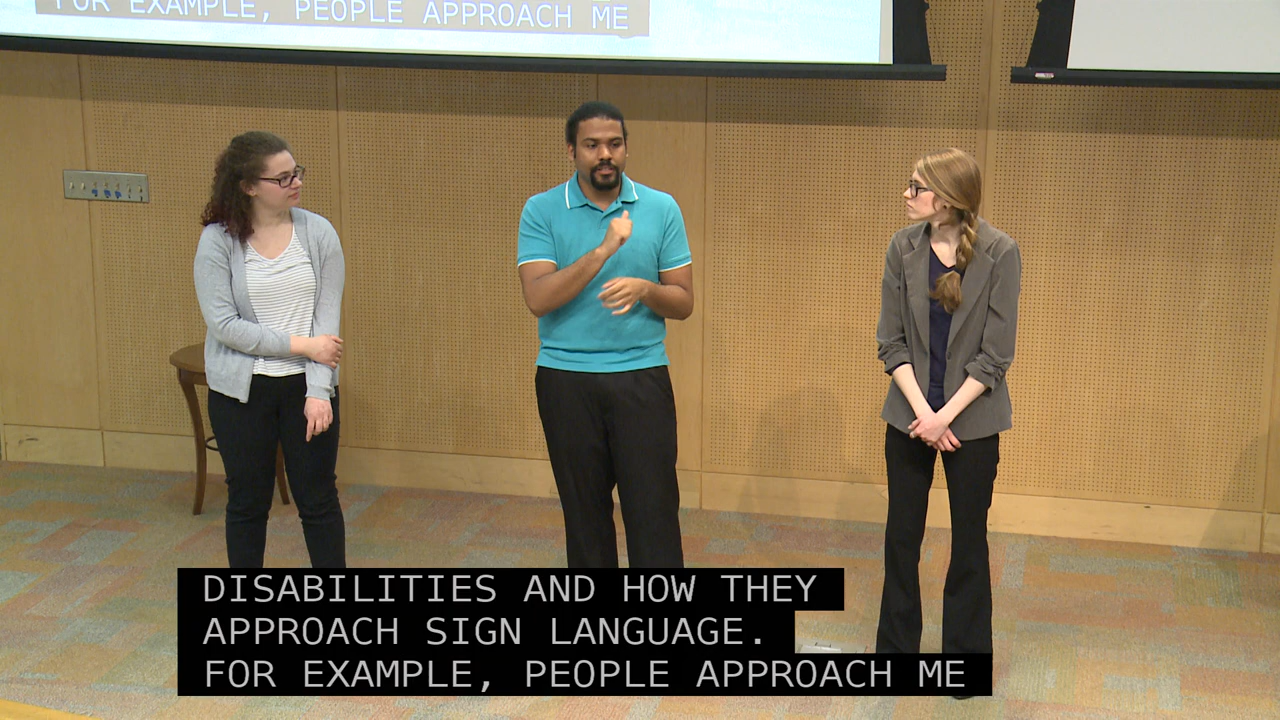 FOR EXAMPLE, PEOPLE APPROACH ME
DISABILITIES AND HOW THEY
APPROACH SIGN LANGUAGE.
FOR EXAMPLE, PEOPLE APPROACH ME